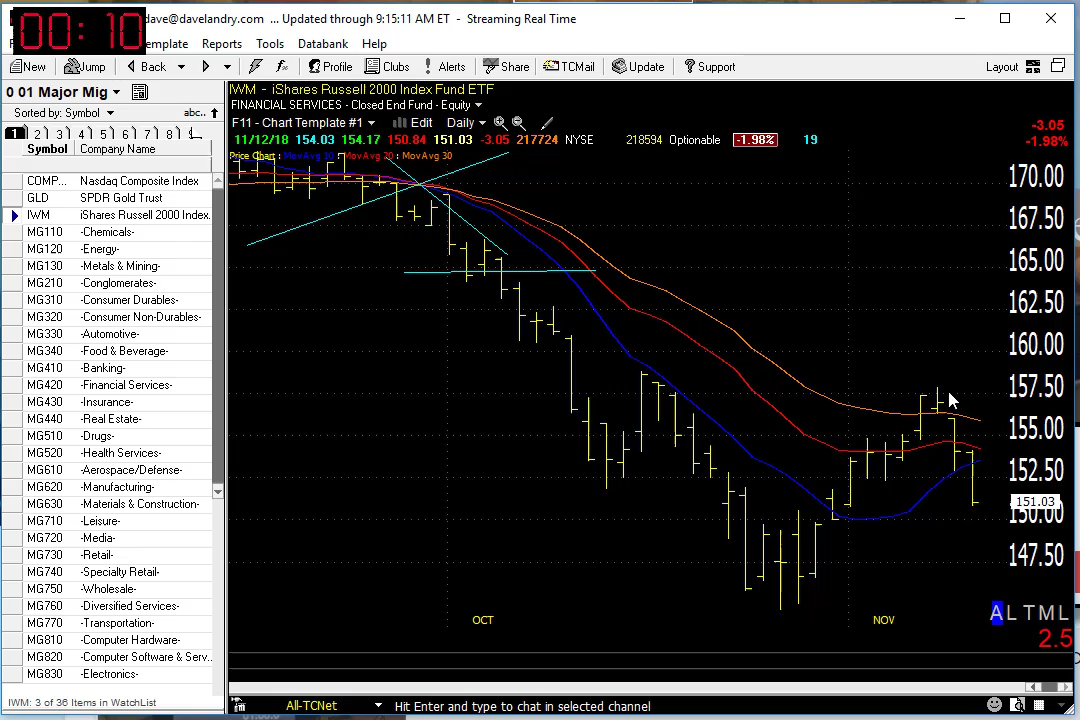 00:10
dave@davelandry.com ... Updated through 9:15:11 AM ET - Streaming Real Time
emplate Reports Tools Databank Help
New Jump Back Profile Clubs Alerts Share TCMail Update Support Layout
0 01 Major Mig
Sorted by: Symbol abc..
1 2 3 4 5 6 7 8
Symbol Company Name
COMP... Nasdaq Composite Index
GLD SPDR Gold Trust
IWM iShares Russell 2000 Index.
MG110 -Chemicals-
MG120 -Energy-
MG130 -Metals & Mining-
MG210 -Conglomerates-
MG310 -Consumer Durables-
MG320 -Consumer Non-Durables-
MG330 -Automotive-
MG340 -Food & Beverage-
MG410 -Banking-
MG420 -Financial Services-
MG430 -Insurance-
MG440 -Real Estate-
MG510 -Drugs-
MG520 -Health Services-
MG610 -Aerospace/Defense-
MG620 -Manufacturing-
MG630 -Materials & Construction-
MG710 -Leisure-
MG720 -Media-
MG730 -Retail-
MG740 -Specialty Retail-
MG750 -Wholesale-
MG760 -Diversified Services-
MG770 -Transportation-
MG810 -Computer Hardware-
MG820 -Computer Software & Serv..
MG830 -Electronics-
IWM: 3 of 36 Items in WatchList
IWM - iShares Russell 2000 Index Fund ETF
FINANCIAL SERVICES - Closed End Fund - Equity
F11 - Chart Template #1 Edit Daily
11/12/18 154.03 154.17 150.84 151.03 -3.05 217724 NYSE 218594 Optionable -1.98% 19
-3.05
-1.98%
Price Chart : MovAvg 10 : MovAvg 20 : MovAvg 30
170.00
167.50
165.00
162.50
160.00
157.50
155.00
152.50
151.03
150.00
147.50
OCT NOV
A L T M L
2.5
All-TCNet Hit Enter and type to chat in selected channel